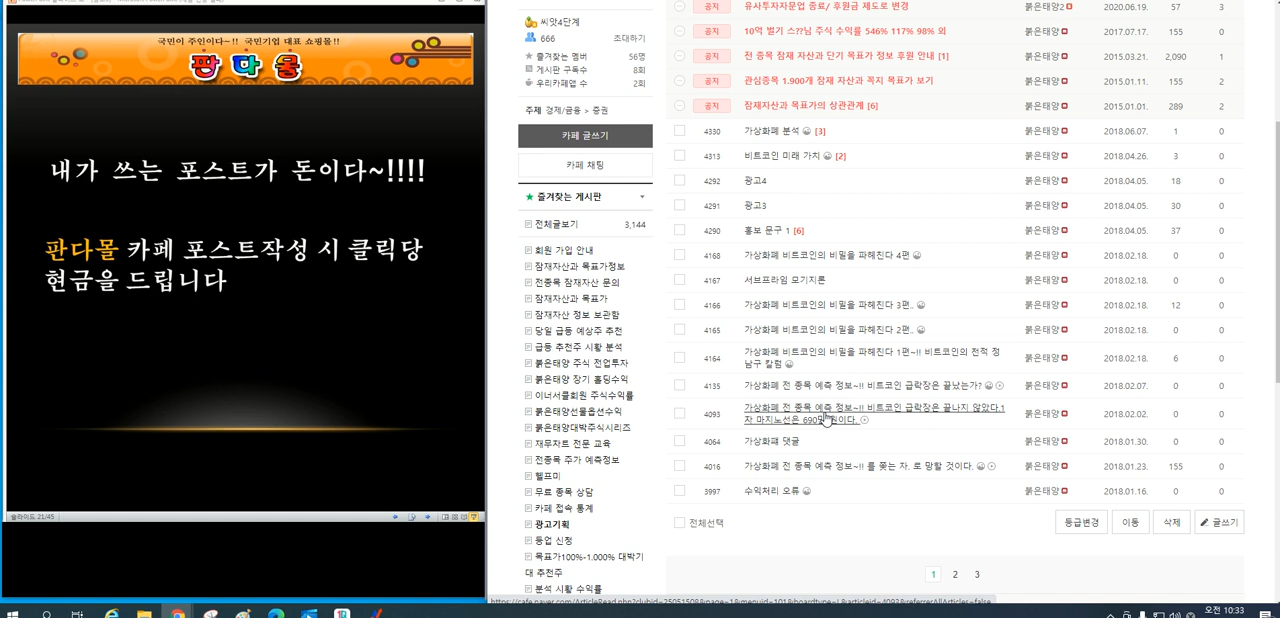 국민이 주인이다~!! 국민기업 대표 쇼핑몰!!
판다몰
내가 쓰는 포스트가 돈이다~!!!!
판다몰 카페 포스트작성 시 클릭당
현금을 드립니다
슬라이드 21/45
씨앗4단계
666 초대하기
즐겨찾는 멤버 56명
게시판 구독수 8회
우리카페앱 수 2회
주제 경제/금융 > 증권
카페 글쓰기
카페 채팅
즐겨찾는 게시판
전체글보기 3,144
회원 가입 안내
잠재자산과 목표가정보
전종목 잠재자산 문의
잠재자산과 목표가
잠재자산 정보 보관함
당일 급등 예상주 추천
급등 추천주 시황 분석
붉은태양 주식 전업투자
붉은태양 장기 홀딩수익
이너서클회원 주식수익률
붉은태양선물옵션수익
붉은태양대박주식시리즈
재무차트 전문 교육
전종목 주가 예측정보
헬프미
무료 종목 상담
카페 접속 통계
광고기획
등업 신청
목표가100%-1.000% 대박기
대 추천주
분석 시황 수익률
공지 유사투자자문업 종료/ 후원금 제도로 변경 붉은태양2 2020.06.19. 57 3
공지 10억 벌기 스??님 주식 수익률 546% 117% 98% 외 붉은태양 2017.07.17. 155 0
공지 전 종목 잠재 자산과 단기 목표가 정보 후원 안내 [1] 붉은태양 2015.03.21. 2,090 1
공지 관심종목 1.900개 잠재 자산과 꼭지 목표가 보기 붉은태양 2015.01.11. 155 2
공지 잠재자산과 목표가의 상관관계 [6] 붉은태양 2015.01.01. 289 2
4330 가상화폐 분석 [3] 붉은태양 2018.06.07. 1 0
4313 비트코인 미래 가치 [2] 붉은태양 2018.04.26. 3 0
4292 광고4 붉은태양 2018.04.05. 18 0
4291 광고3 붉은태양 2018.04.05. 30 0
4290 홍보 문구 1 [6] 붉은태양 2018.04.05. 37 0
4168 가상화폐 비트코인의 비밀을 파헤진다 4편 붉은태양 2018.02.18. 0 0
4167 서브프라임 모기지론 붉은태양 2018.02.18. 0 0
4166 가상화폐 비트코인의 비밀을 파헤진다 3편.. 붉은태양 2018.02.18. 12 0
4165 가상화폐 비트코인의 비밀을 파헤진다 2편.. 붉은태양 2018.02.18. 0 0
4164 가상화폐 비트코인의 비밀을 파헤진다 1편~!! 비트코인의 전적 정
남구 칼럼 붉은태양 2018.02.18. 6 0
4135 가상화폐 전 종목 예측 정보~!! 비트코인 급락장은 끝났는가? 붉은태양 2018.02.07. 0 0
4093 가상화폐 전 종목 예측 정보~!! 비트코인 급락장은 끝나지 않았다.1
차 마지노선은 원이다. 붉은태양 2018.02.02. 0 0
4064 가상화패 댓글 붉은태양 2018.01.30. 0 0
4016 가상화폐 전 종목 예측 정보~!! 를 쫓는 자. 로 망할 것이다. 붉은태양 2018.01.23. 155 0
3997 수익처리 오류 붉은태양 2018.01.16. 0 0
전체선택 등급변경 이동 삭제 글쓰기
1 2 3
오전 10:33